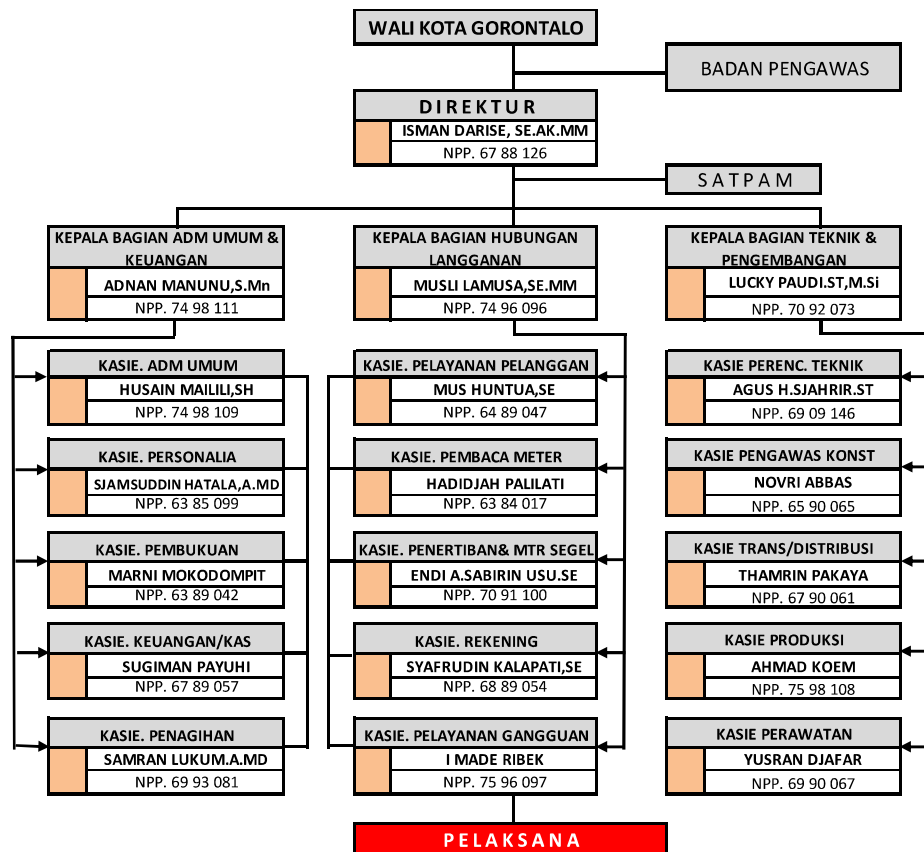 WALI KOTA GORONTALO
BADAN PENGAWAS
D I R E K T U R
ISMAN DARISE, SE.AK.MM
NPP. 67 88 126
S A T P A M
KEPALA BAGIAN ADM UMUM &
KEUANGAN
ADNAN MANUNU,S.Mn
NPP. 74 98 111
KEPALA BAGIAN HUBUNGAN
LANGGANAN
MUSLI LAMUSA,SE.MM
NPP. 74 96 096
KEPALA BAGIAN TEKNIK &
PENGEMBANGAN
LUCKY PAUDI.ST,M.Si
NPP. 70 92 073
KASIE. ADM UMUM
HUSAIN MAILILI,SH
NPP. 74 98 109
KASIE. PELAYANAN PELANGGAN
MUS HUNTUA,SE
NPP. 64 89 047
KASIE PERENC. TEKNIK
AGUS H.SJAHRIR.ST
NPP. 69 09 146
KASIE. PERSONALIA
SJAMSUDDIN HATALA,A.MD
NPP. 63 85 099
KASIE. PEMBACA METER
HADIDJAH PALILATI
NPP. 63 84 017
KASIE PENGAWAS KONST
NOVRI ABBAS
NPP. 65 90 065
KASIE. PEMBUKUAN
MARNI MOKODOMPIT
NPP. 63 89 042
KASIE. PENERTIBAN& MTR SEGEL
ENDI A.SABIRIN USU.SE
NPP. 70 91 100
KASIE TRANS/DISTRIBUSI
THAMRIN PAKAYA
NPP. 67 90 061
KASIE. KEUANGAN/KAS
SUGIMAN PAYUHI
NPP. 67 89 057
KASIE. REKENING
SYAFRUDIN KALAPATI,SE
NPP. 68 89 054
KASIE PRODUKSI
AHMAD KOEM
NPP. 75 98 108
KASIE. PENAGIHAN
SAMRAN LUKUM.A.MD
NPP. 69 93 081
KASIE. PELAYANAN GANGGUAN
I MADE RIBEK
NPP. 75 96 097
KASIE PERAWATAN
YUSRAN DJAFAR
NPP. 69 90 067
P E L A K S A N A